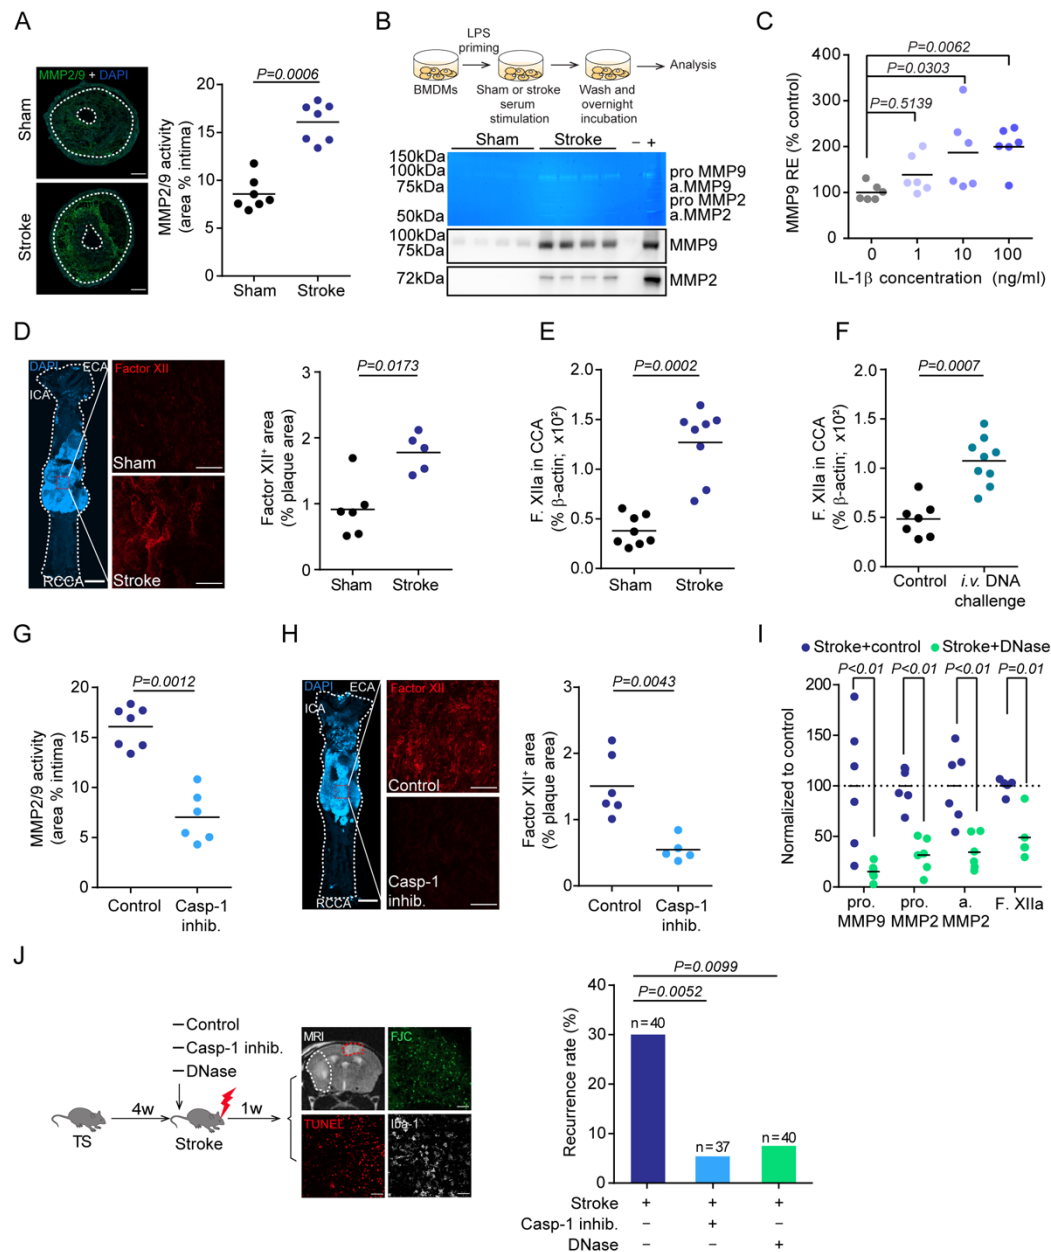 A
MMP2/9 + DAPI
Sham
Stroke
MMP2/9 activity
(area % intima)
20
15
10
5
0
P=0.0006
Sham
Stroke
B
LPS
priming
BMDMs
Sham or stroke
serum
stimulation
Wash and
overnight
incubation
Analysis
Sham
Stroke
− +
150kDa
100kDa
75kDa
50kDa
pro MMP9
a.MMP9
pro MMP2
a.MMP2
100kDa
75kDa
MMP9
72kDa
MMP2
C
MMP9 RE (% control)
400
300
200
100
0
P=0.0062
P=0.0303
P=0.5139
0 1 10 100
IL-1β concentration (ng/ml)
D
DAPI
ECA
ICA
RCCA
Factor XII
Sham
Stroke
Factor XII⁺ area
(% plaque area)
3
2
1
0
P=0.0173
Sham
Stroke
E
F. XIIa in CCA
(% β-actin; x10²)
2.0
1.5
1.0
0.5
0.0
P=0.0002
Sham
Stroke
F
F. XIIa in CCA
(% β-actin; x10²)
2.0
1.5
1.0
0.5
0.0
P=0.0007
Control
i.v. DNA
challenge
G
MMP2/9 activity
(area % intima)
20
15
10
5
0
P=0.0012
Control
Casp-1
inhib.
H
DAPI
ECA
ICA
RCCA
Factor XII
Control
Casp-1
inhib.
Factor XII⁺ area
(% plaque area)
3
2
1
0
P=0.0043
Control
Casp-1
inhib.
I
Stroke+control
Stroke+DNase
P<0.01 P<0.01 P<0.01 P=0.01
Normalized to control
200
150
100
50
0
pro.
MMP9
pro.
MMP2
a.
MMP2
F. XIIa
J
Control
Casp-1 inhib.
DNase
TS
4w
Stroke
1w
MRI
FJC
TUNEL
Iba-1
Recurrence rate (%)
40
30
20
10
0
P=0.0099
P=0.0052
n=40
n=37
n=40
Stroke + + +
Casp-1 inhib. − + −
DNase − − +